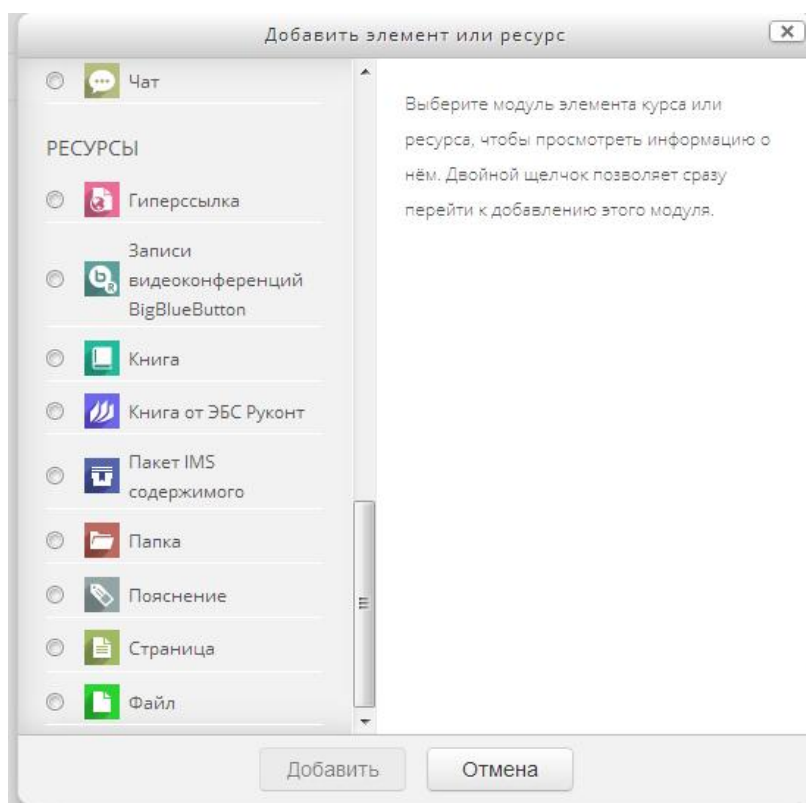 Добавить элемент или ресурс
Чат
РЕСУРСЫ
Гиперссылка
Записи
видеоконференций
BigBlueButton
Книга
Книга от ЭБС Руконт
Пакет IMS
содержимого
Папка
Пояснение
Страница
Файл
Выберите модуль элемента курса или
ресурса, чтобы просмотреть информацию о
нём. Двойной щелчок позволяет сразу
перейти к добавлению этого модуля.
Добавить
Отмена